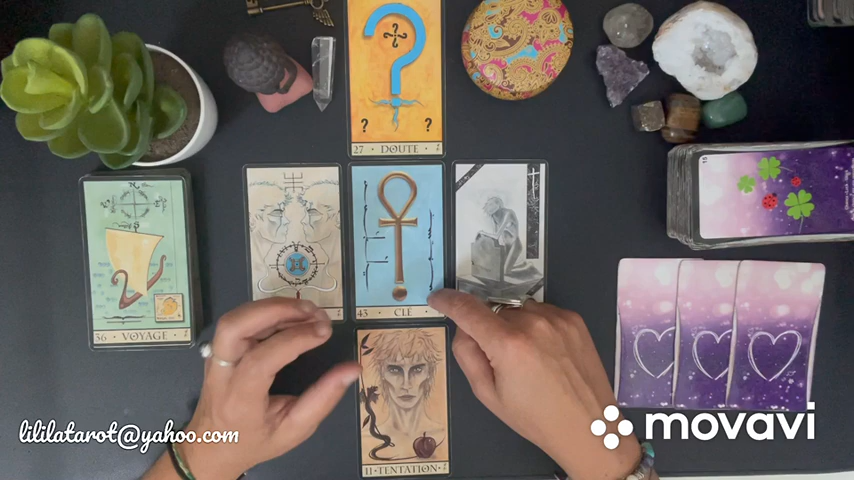 ?
? ?
27 · DOUTE ·
N
S
36 · VOYAGE ·
43 · CLÉ
11 · TENTATION ·
lililatarot@yahoo.com
movavi